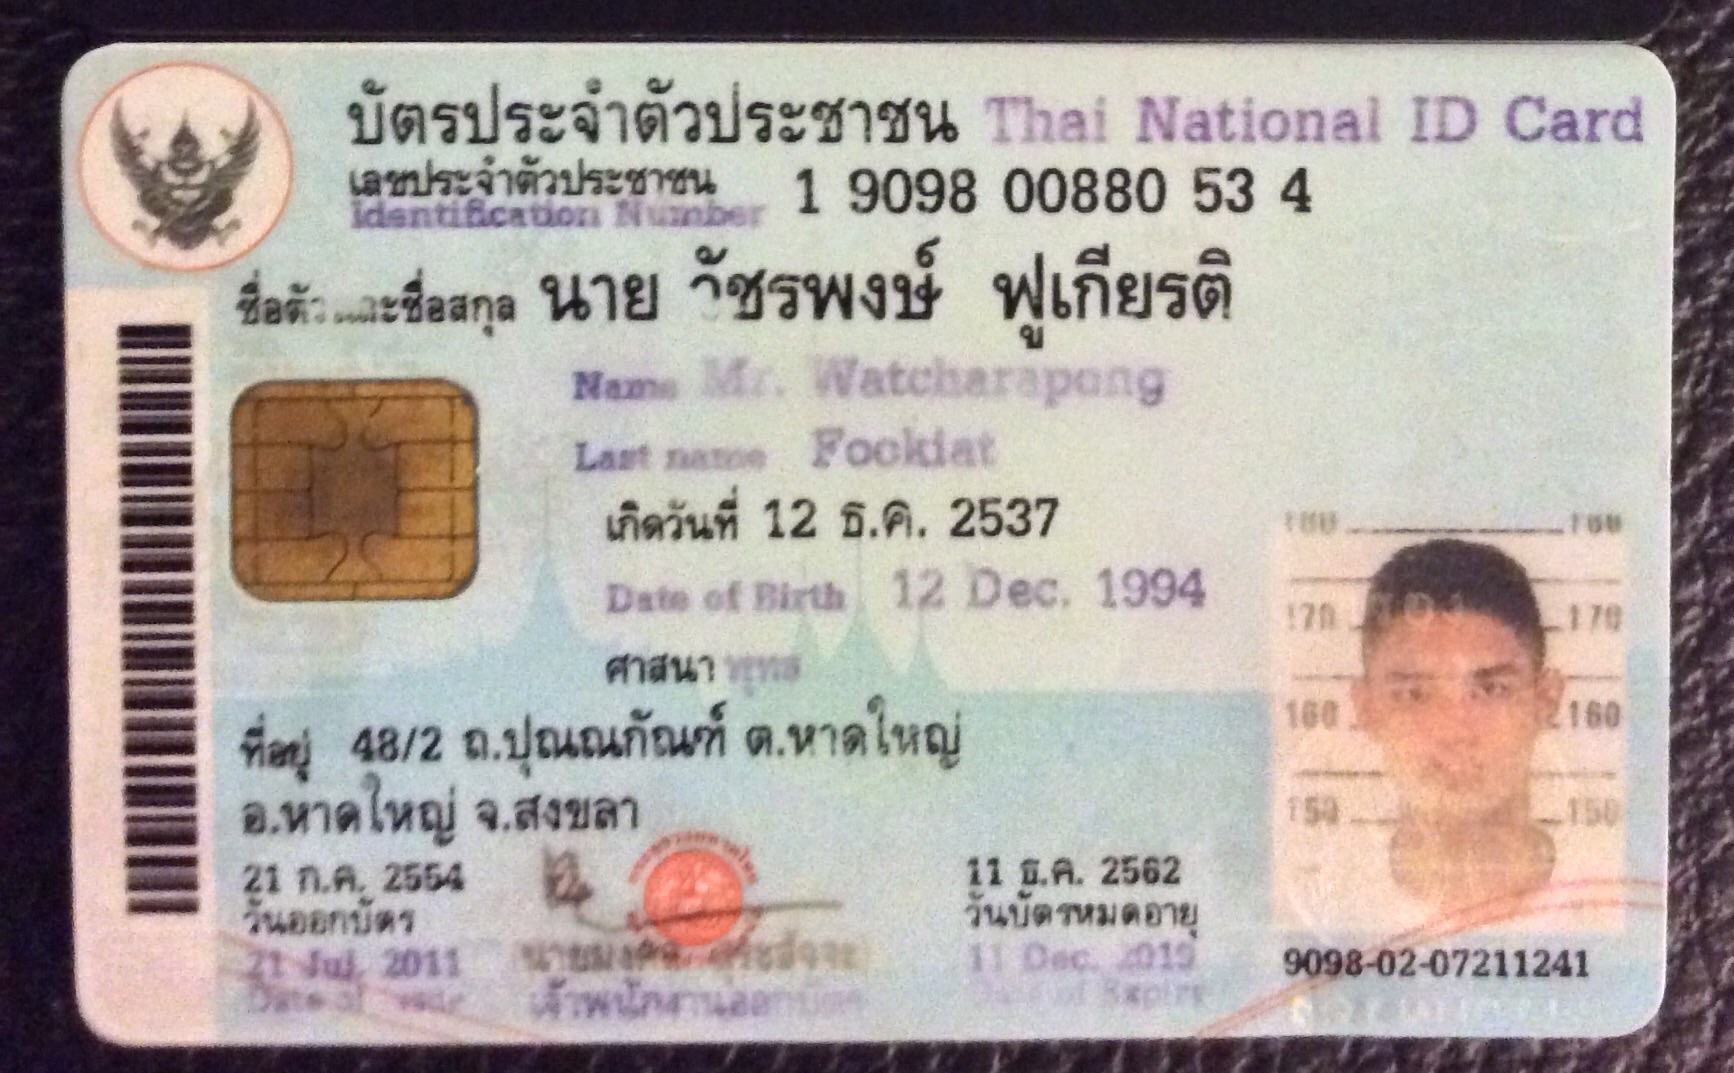 บัตรประจำตัวประชาชน Thai National ID Card
เลขประจำตัวประชาชน 1 9098 00880 53 4
Identification Number
ชื่อตัวและชื่อสกุล นาย วัชรพงษ์ ฟูเกียรติ
Name Mr. Watcharapong
Last name Fookiat
เกิดวันที่ 12 ธ.ค. 2537
Date of Birth 12 Dec. 1994
ศาสนา พุทธ
ที่อยู่ 48/2 ถ.ปุณณกัณฑ์ ต.หาดใหญ่
อ.หาดใหญ่ จ.สงขลา
21 ก.ค. 2554
วันออกบัตร
21 Jul. 2011
Date of Issue
เจ้าพนักงานออกบัตร
11 ธ.ค. 2562
วันบัตรหมดอายุ
11 Dec. 2019
Date of Expiry
180 180
170 170
160 160
150 150
9098-02-07211241